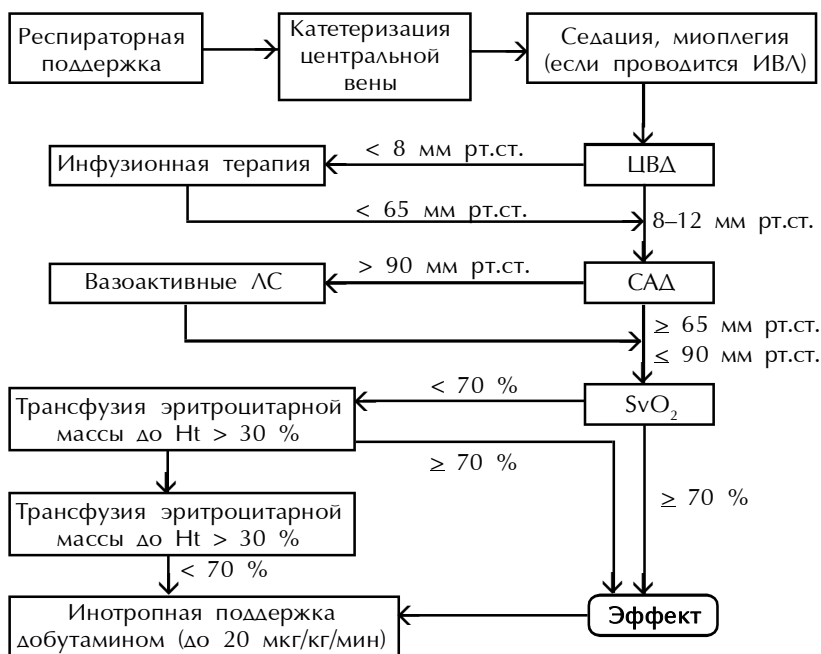 Респираторная
поддержка
Катетеризация
центральной
вены
Седация, миоплегия
(если проводится ИВЛ)
Инфузионная терапия
< 8 мм рт.ст.
ЦВД
< 65 мм рт.ст.
8–12 мм рт.ст.
Вазоактивные ЛС
> 90 мм рт.ст.
САД
≥ 65 мм рт.ст.
≤ 90 мм рт.ст.
Трансфузия эритроцитарной
массы до Ht > 30 %
< 70 %
SvO₂
≥ 70 %
≥ 70 %
Трансфузия эритроцитарной
массы до Ht > 30 %
< 70 %
Инотропная поддержка
добутамином (до 20 мкг/кг/мин)
Эффект